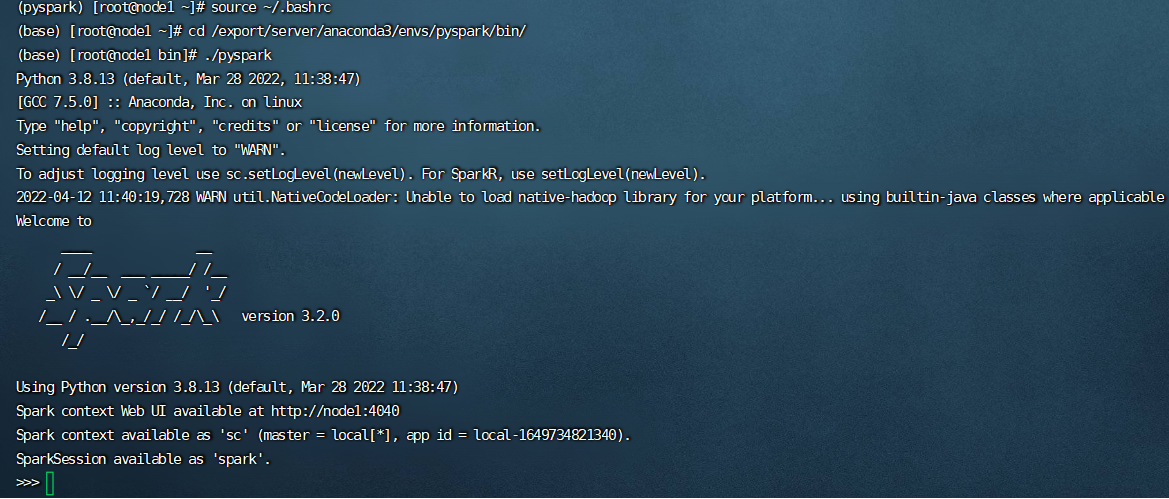 (pyspark) [root@node1 ~]# source ~/.bashrc
(base) [root@node1 ~]# cd /export/server/anaconda3/envs/pyspark/bin/
(base) [root@node1 bin]# ./pyspark
Python 3.8.13 (default, Mar 28 2022, 11:38:47)
[GCC 7.5.0] :: Anaconda, Inc. on linux
Type "help", "copyright", "credits" or "license" for more information.
Setting default log level to "WARN".
To adjust logging level use sc.setLogLevel(newLevel). For SparkR, use setLogLevel(newLevel).
2022-04-12 11:40:19,728 WARN util.NativeCodeLoader: Unable to load native-hadoop library for your platform... using builtin-java classes where applicable
Welcome to
      ____              __
     / __/__  ___ _____/ /__
    _\ \/ _ \/ _ `/ __/  '_/
   /__ / .__/\_,_/_/ /_/\_\   version 3.2.0
      /_/
Using Python version 3.8.13 (default, Mar 28 2022 11:38:47)
Spark context Web UI available at http://node1:4040
Spark context available as 'sc' (master = local[*], app id = local-1649734821340).
SparkSession available as 'spark'.
>>>